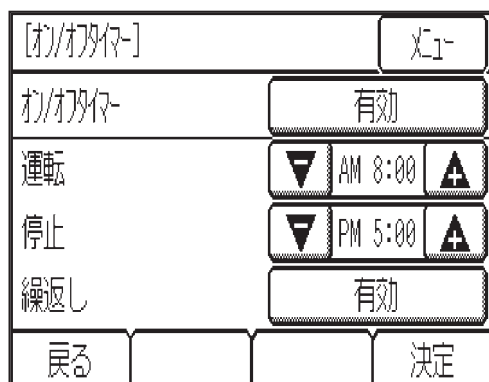 [ｵﾝ/ｵﾌﾀｲﾏｰ] ﾒﾆｭｰ
ｵﾝ/ｵﾌﾀｲﾏｰ 有効
運転 ▼ AM 8:00 ▲
停止 ▼ PM 5:00 ▲
繰返し 有効
戻る 決定